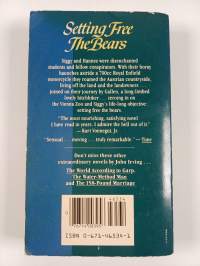 Setting Free
The Bears
Siggy and Hannes were disenchanted
students and fellow conspirators. With their horny
haunches astride a 700cc Royal Enfield
motorcycle they roamed the Austrian countryside,
living off the land and the landowners
joined on their journey by Gallen, a long-limbed
lovely hitchhiker zeroing in on
the Vienna Zoo and Siggy's life-long objective:
setting free the bears.
"The most nourishing, satisfying novel
I have read in years. I admire the hell out of it."
— Kurt Vonnegut, Jr.
"Sensual moving truly remarkable" — Time
Don't miss these other
extraordinary novels by John Irving
The World According to Garp,
The Water-Method Man
and The 158-Pound Marriage
ISBN 0-671-46534-1